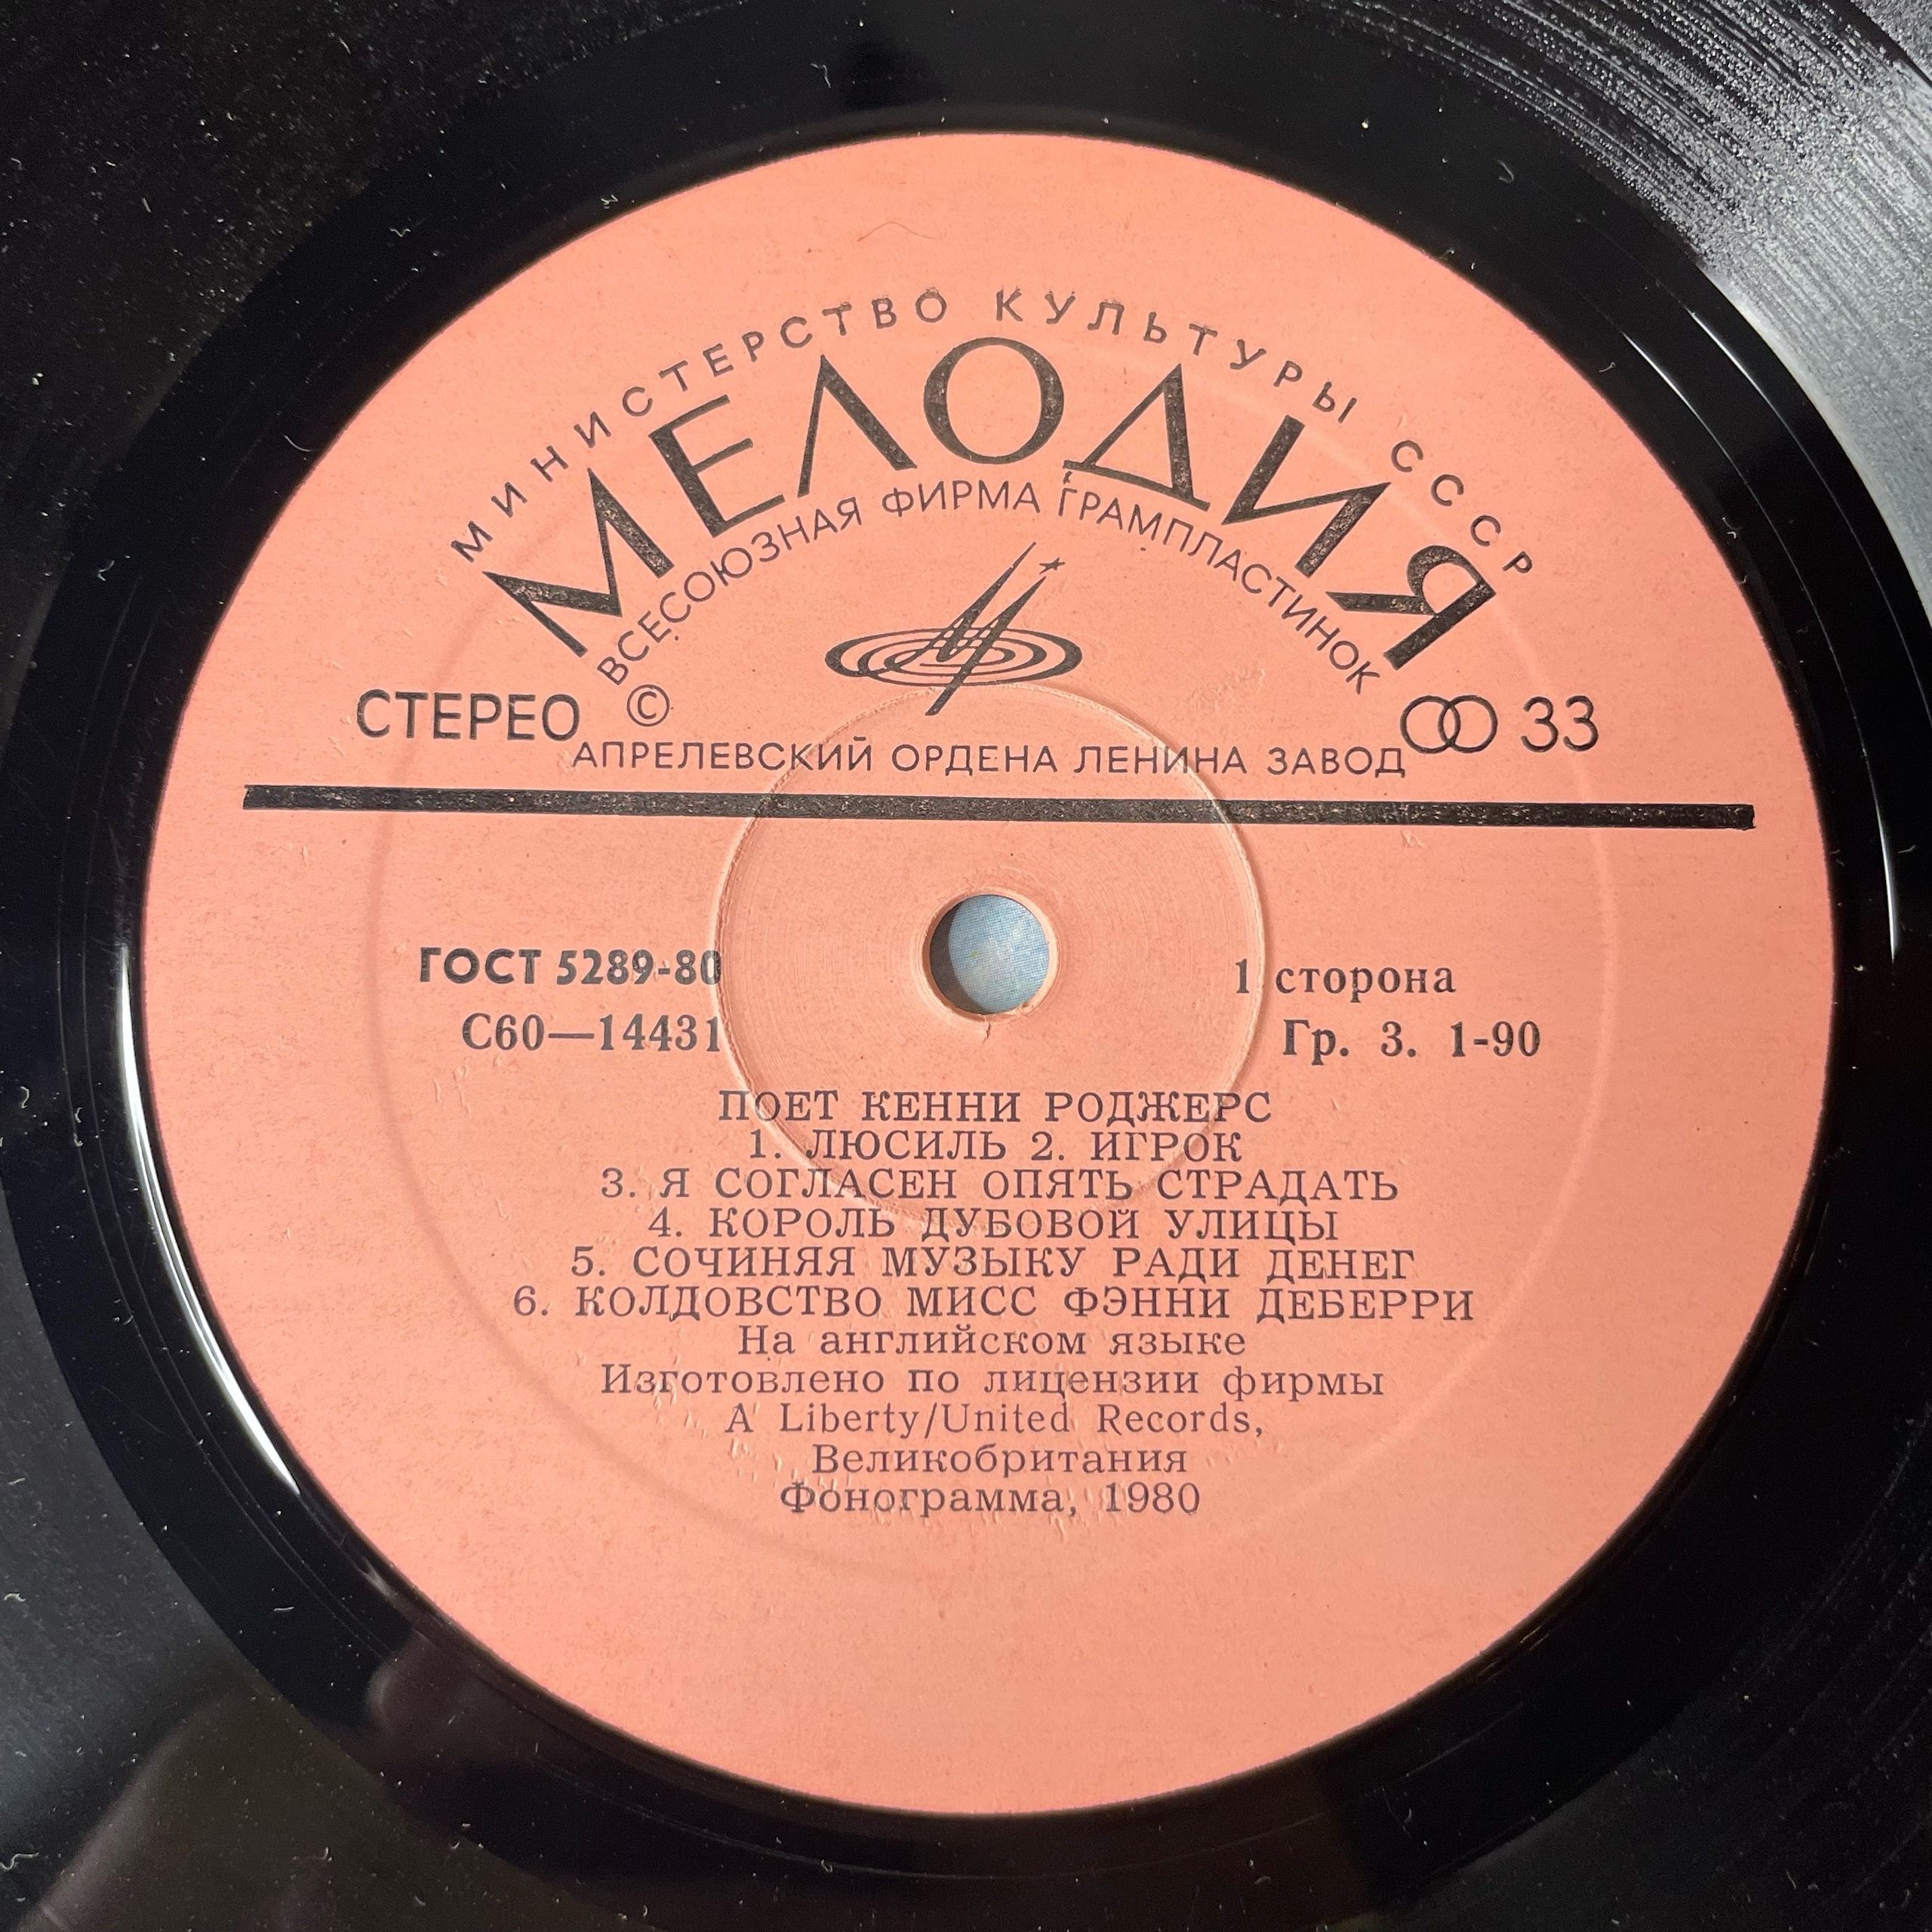 МИНИСТЕРСТВО КУЛЬТУРЫ СССР
МЕЛОДИЯ
ВСЕСОЮЗНАЯ ФИРМА ГРАМПЛАСТИНОК
СТЕРЕО © 33
АПРЕЛЕВСКИЙ ОРДЕНА ЛЕНИНА ЗАВОД
ГОСТ 5289-80 1 сторона
С60—14431 Гр. 3. 1-90
ПОЕТ КЕННИ РОДЖЕРС
1. ЛЮСИЛЬ 2. ИГРОК
3. Я СОГЛАСЕН ОПЯТЬ СТРАДАТЬ
4. КОРОЛЬ ДУБОВОЙ УЛИЦЫ
5. СОЧИНЯЯ МУЗЫКУ РАДИ ДЕНЕГ
6. КОЛДОВСТВО МИСС ФЭННИ ДЕБЕРРИ
На английском языке
Изготовлено по лицензии фирмы
A Liberty/United Records,
Великобритания
Фонограмма, 1980